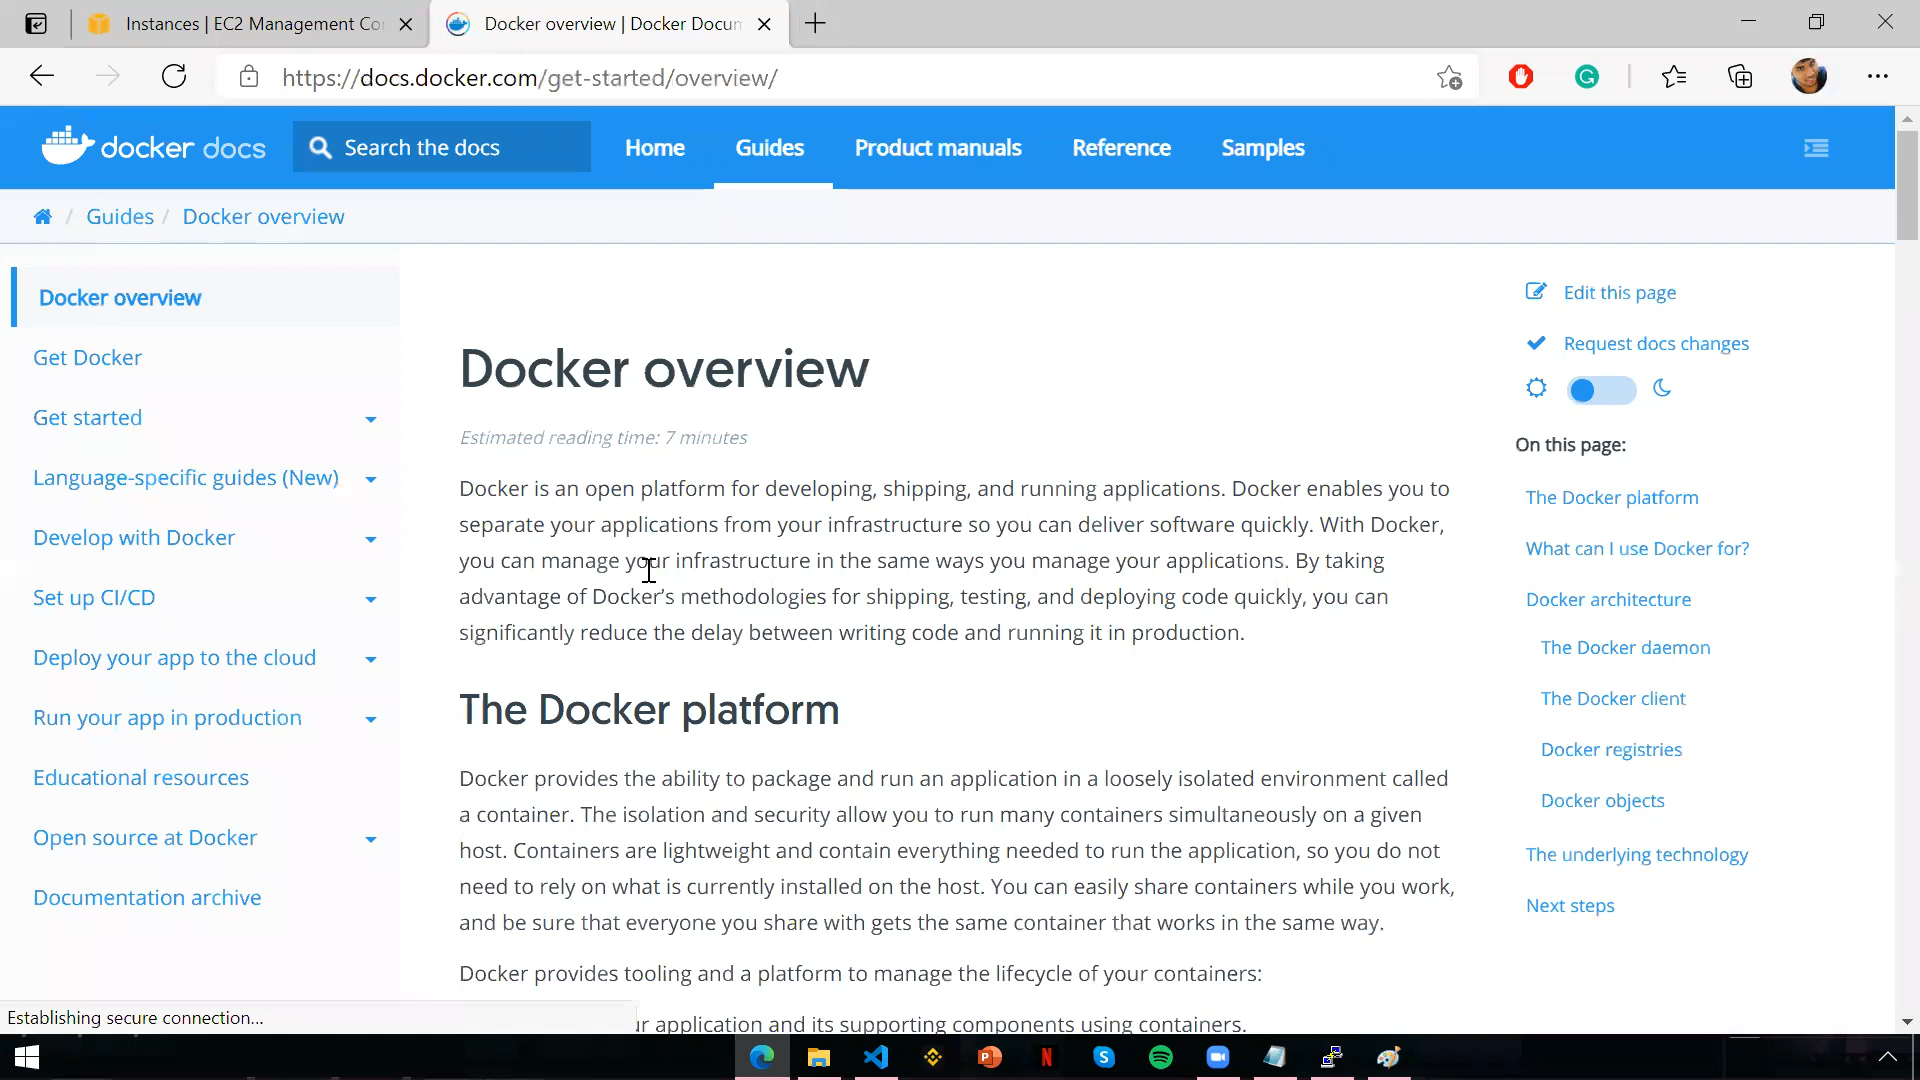 Instances | EC2 Management Co
Docker overview | Docker Docum
https://docs.docker.com/get-started/overview/
docker docs
Search the docs
Home
Guides
Product manuals
Reference
Samples
/ Guides / Docker overview
Docker overview
Get Docker
Get started
Language-specific guides (New)
Develop with Docker
Set up CI/CD
Deploy your app to the cloud
Run your app in production
Educational resources
Open source at Docker
Documentation archive
Docker overview
Estimated reading time: 7 minutes
Docker is an open platform for developing, shipping, and running applications. Docker enables you to
separate your applications from your infrastructure so you can deliver software quickly. With Docker,
you can manage your infrastructure in the same ways you manage your applications. By taking
advantage of Docker’s methodologies for shipping, testing, and deploying code quickly, you can
significantly reduce the delay between writing code and running it in production.
The Docker platform
Docker provides the ability to package and run an application in a loosely isolated environment called
a container. The isolation and security allow you to run many containers simultaneously on a given
host. Containers are lightweight and contain everything needed to run the application, so you do not
need to rely on what is currently installed on the host. You can easily share containers while you work,
and be sure that everyone you share with gets the same container that works in the same way.
Docker provides tooling and a platform to manage the lifecycle of your containers:
ur application and its supporting components using containers.
Edit this page
Request docs changes
On this page:
The Docker platform
What can I use Docker for?
Docker architecture
The Docker daemon
The Docker client
Docker registries
Docker objects
The underlying technology
Next steps
Establishing secure connection...